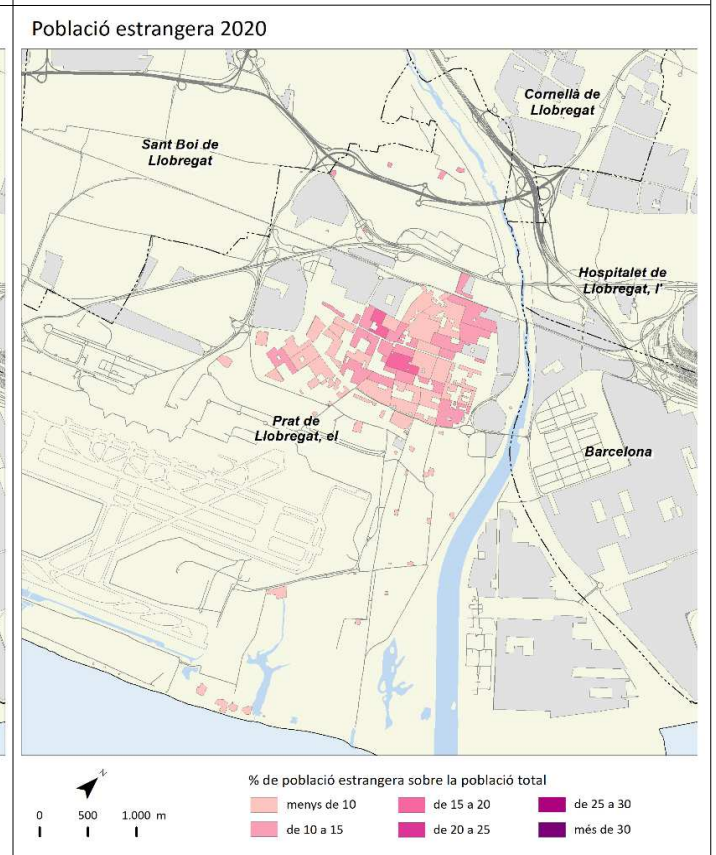 Població estrangera 2020
Cornellà de
Llobregat
Sant Boi de
Llobregat
Hospitalet de
Llobregat, l'
Prat de
Llobregat, el
Barcelona
N
0 500 1.000 m
% de població estrangera sobre la població total
menys de 10
de 15 a 20
de 25 a 30
de 10 a 15
de 20 a 25
més de 30